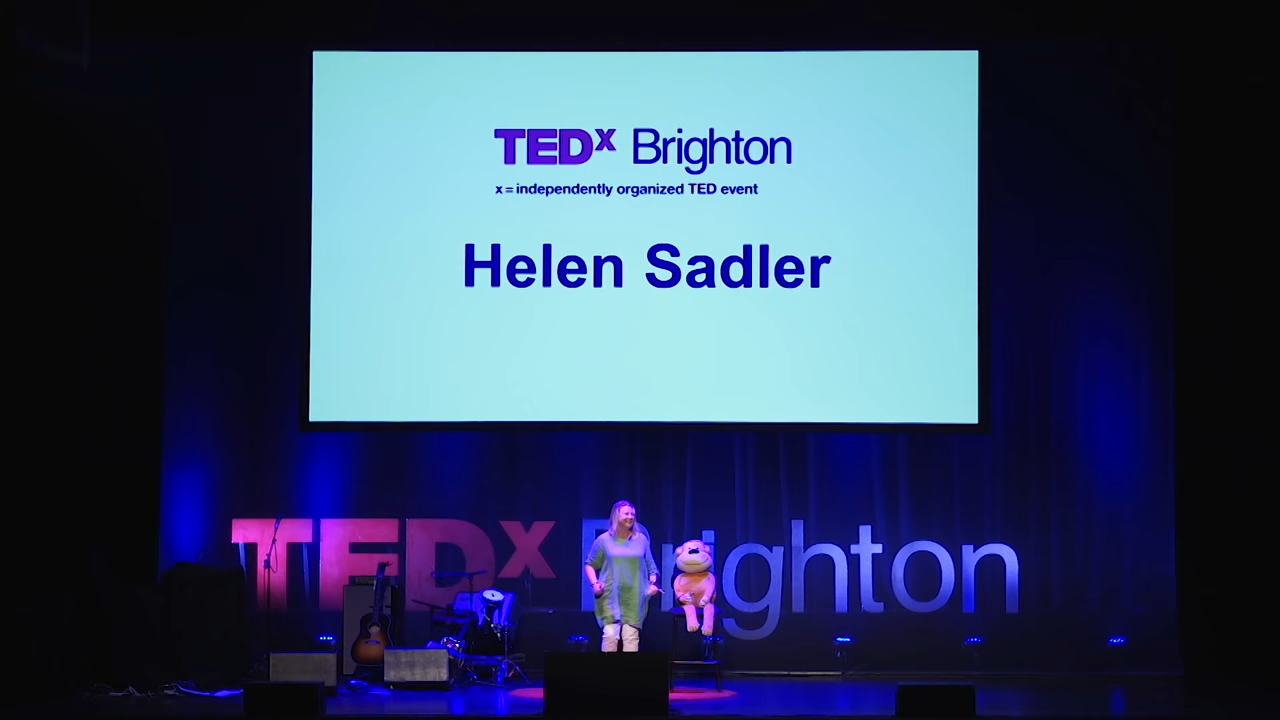 TEDx Brighton
x = independently organized TED event
Helen Sadler
TEDx Brighton